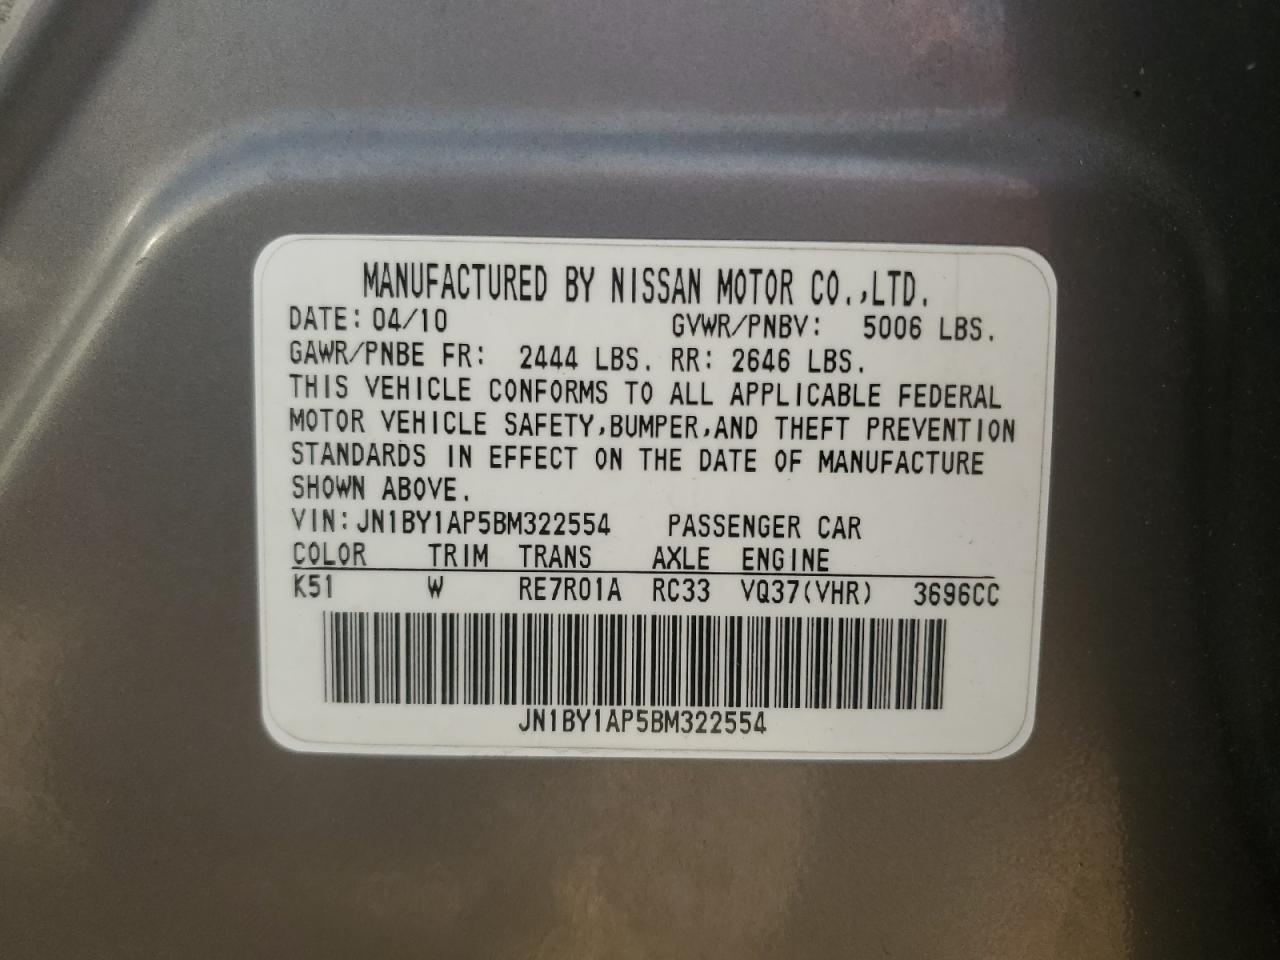 MANUFACTURED BY NISSAN MOTOR CO.,LTD.
DATE: 04/10 GVWR/PNBV: 5006 LBS.
GAWR/PNBE FR: 2444 LBS. RR: 2646 LBS.
THIS VEHICLE CONFORMS TO ALL APPLICABLE FEDERAL
MOTOR VEHICLE SAFETY,BUMPER,AND THEFT PREVENTION
STANDARDS IN EFFECT ON THE DATE OF MANUFACTURE
SHOWN ABOVE.
VIN: JN1BY1AP5BM322554 PASSENGER CAR
COLOR TRIM TRANS AXLE ENGINE
K51 W RE7R01A RC33 VQ37(VHR) 3696CC
JN1BY1AP5BM322554